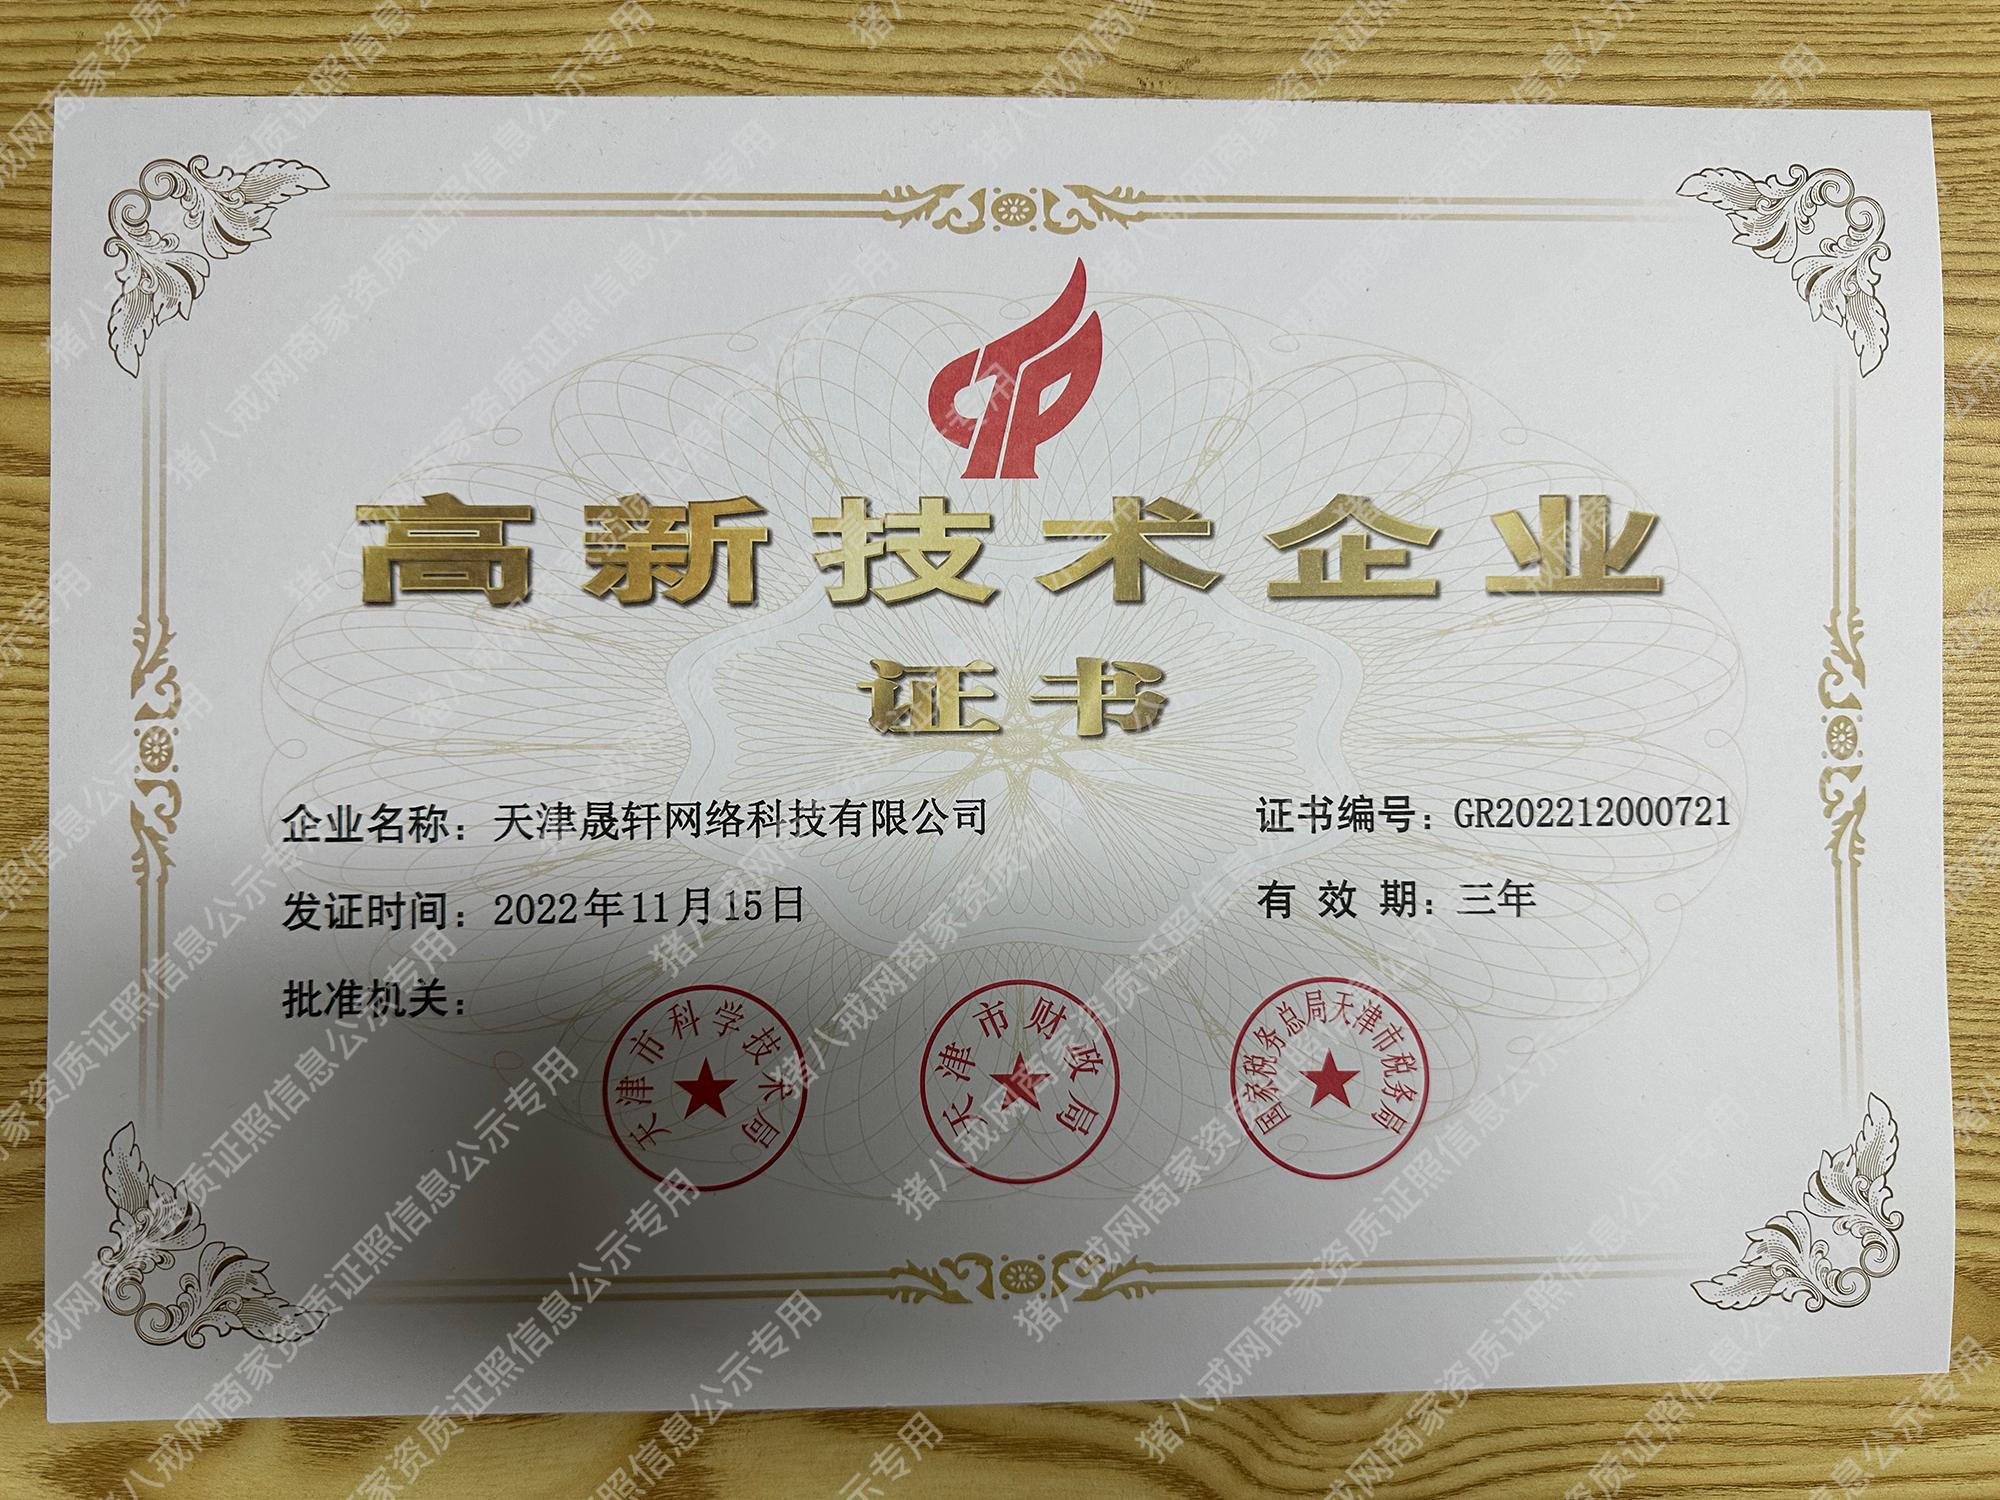 高新技术企业
证书
企业名称：天津晟轩网络科技有限公司
证书编号：GR202212000721
发证时间：2022年11月15日
有效期：三年
批准机关：
天津市科学技术局
天津市财政局
国家税务总局天津市税务局
猪八戒网商家资质证照信息公示专用